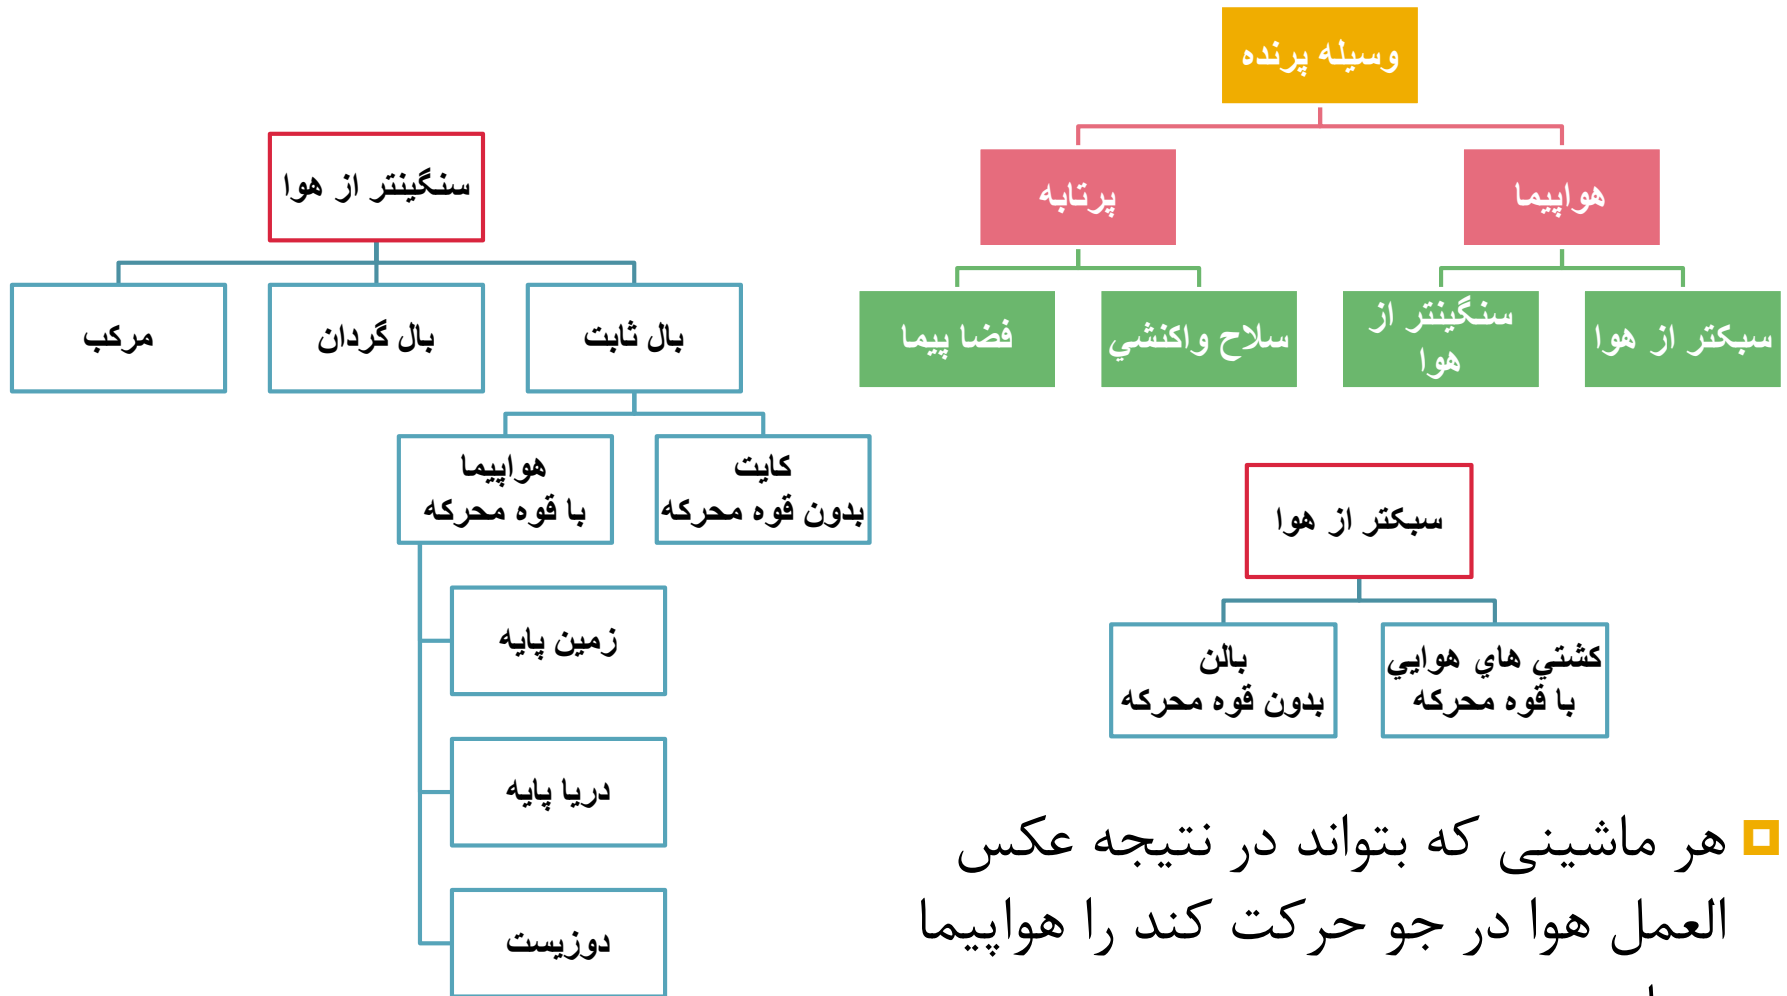 وسیله پرنده
هواپیما
پرتابه
سبکتر از هوا
سنگینتر از
هوا
سلاح واکنشي
فضا پیما
سنگینتر از هوا
بال ثابت
بال گردان
مرکب
کایت
بدون قوه محرکه
هواپیما
با قوه محرکه
زمین پایه
دریا پایه
دوزیست
سبکتر از هوا
کشتي هاي هوایي
با قوه محرکه
بالن
بدون قوه محرکه
هر ماشینی که بتواند در نتیجه عکس
العمل هوا در جو حرکت کند را هواپیما